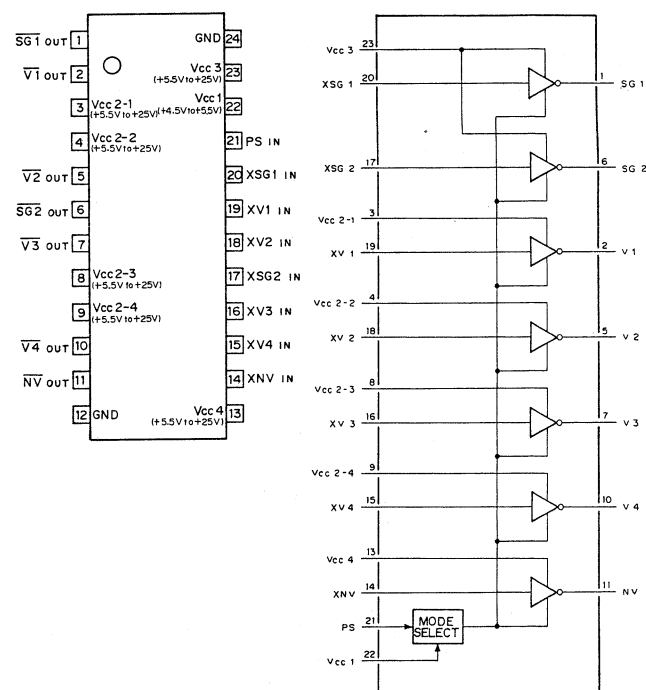 SG1 OUT 1
V1 OUT 2
3 Vcc 2-1
(+5.5V to +25V)
4 Vcc 2-2
(+5.5V to +25V)
V2 OUT 5
SG2 OUT 6
V3 OUT 7
8 Vcc 2-3
(+5.5V to +25V)
9 Vcc 2-4
(+5.5V to +25V)
V4 OUT 10
NV OUT 11
12 GND
GND 24
Vcc 3 23
(+5.5V to +25V)
Vcc 1 22
(+4.5V to +5.5V)
21 PS IN
20 XSG1 IN
19 XV1 IN
18 XV2 IN
17 XSG2 IN
16 XV3 IN
15 XV4 IN
14 XNV IN
Vcc 4 13
(+5.5V to +25V)
Vcc 3 23
XSG 1 20
1 SG 1
XSG 2 17
6 SG 2
Vcc 2-1 3
XV 1 19
2 V 1
Vcc 2-2 4
XV 2 18
5 V 2
Vcc 2-3 8
XV 3 16
7 V 3
Vcc 2-4 9
XV 4 15
10 V 4
Vcc 4 13
XNV 14
11 NV
PS 21
MODE
SELECT
Vcc 1 22